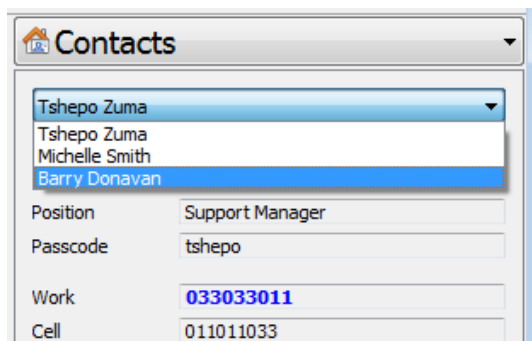 Contacts
Tshepo Zuma
Tshepo Zuma
Michelle Smith
Barry Donavan
Position Support Manager
Passcode tshepo
Work 033033011
Cell 011011033